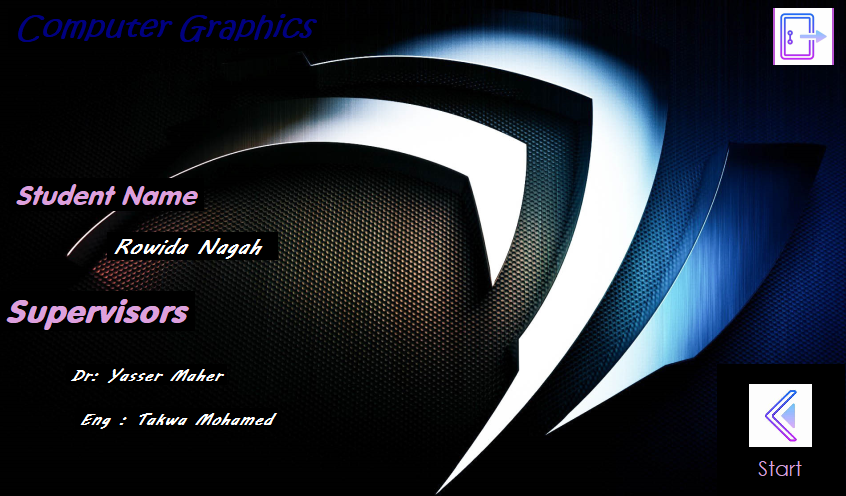 Computer Graphics
Student Name
Rowida Nagah
Supervisors
Dr: Yasser Maher
Eng : Takwa Mohamed
Start